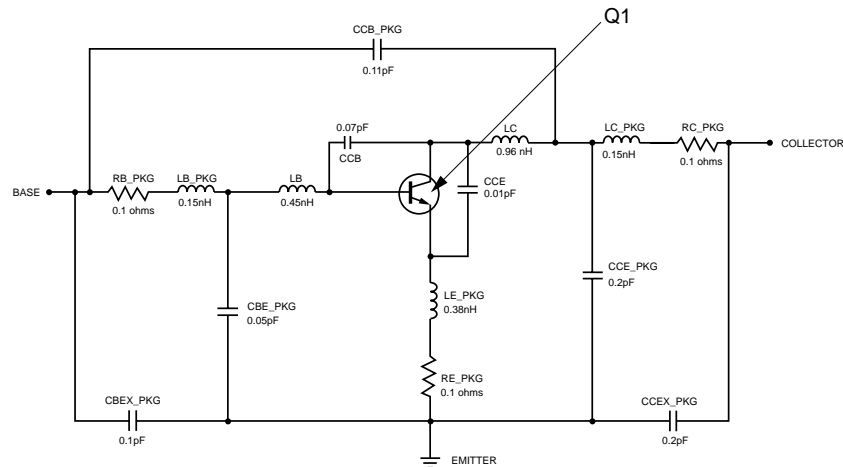 Q1
CCB_PKG
0.11pF
0.07pF
CCB
LC
0.96 nH
LC_PKG
0.15nH
RC_PKG
0.1 ohms
COLLECTOR
BASE
RB_PKG
0.1 ohms
LB_PKG
0.15nH
LB
0.45nH
CCE
0.01pF
CCE_PKG
0.2pF
LE_PKG
0.38nH
CBE_PKG
0.05pF
RE_PKG
0.1 ohms
CBEX_PKG
0.1pF
CCEX_PKG
0.2pF
EMITTER